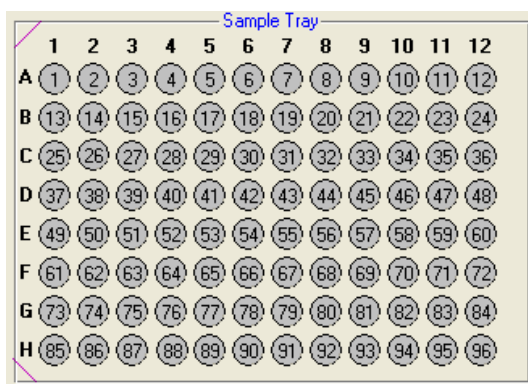 Sample Tray
1 2 3 4 5 6 7 8 9 10 11 12
A 1 2 3 4 5 6 7 8 9 10 11 12
B 13 14 15 16 17 18 19 20 21 22 23 24
C 25 26 27 28 29 30 31 32 33 34 35 36
D 37 38 39 40 41 42 43 44 45 46 47 48
E 49 50 51 52 53 54 55 56 57 58 59 60
F 61 62 63 64 65 66 67 68 69 70 71 72
G 73 74 75 76 77 78 79 80 81 82 83 84
H 85 86 87 88 89 90 91 92 93 94 95 96